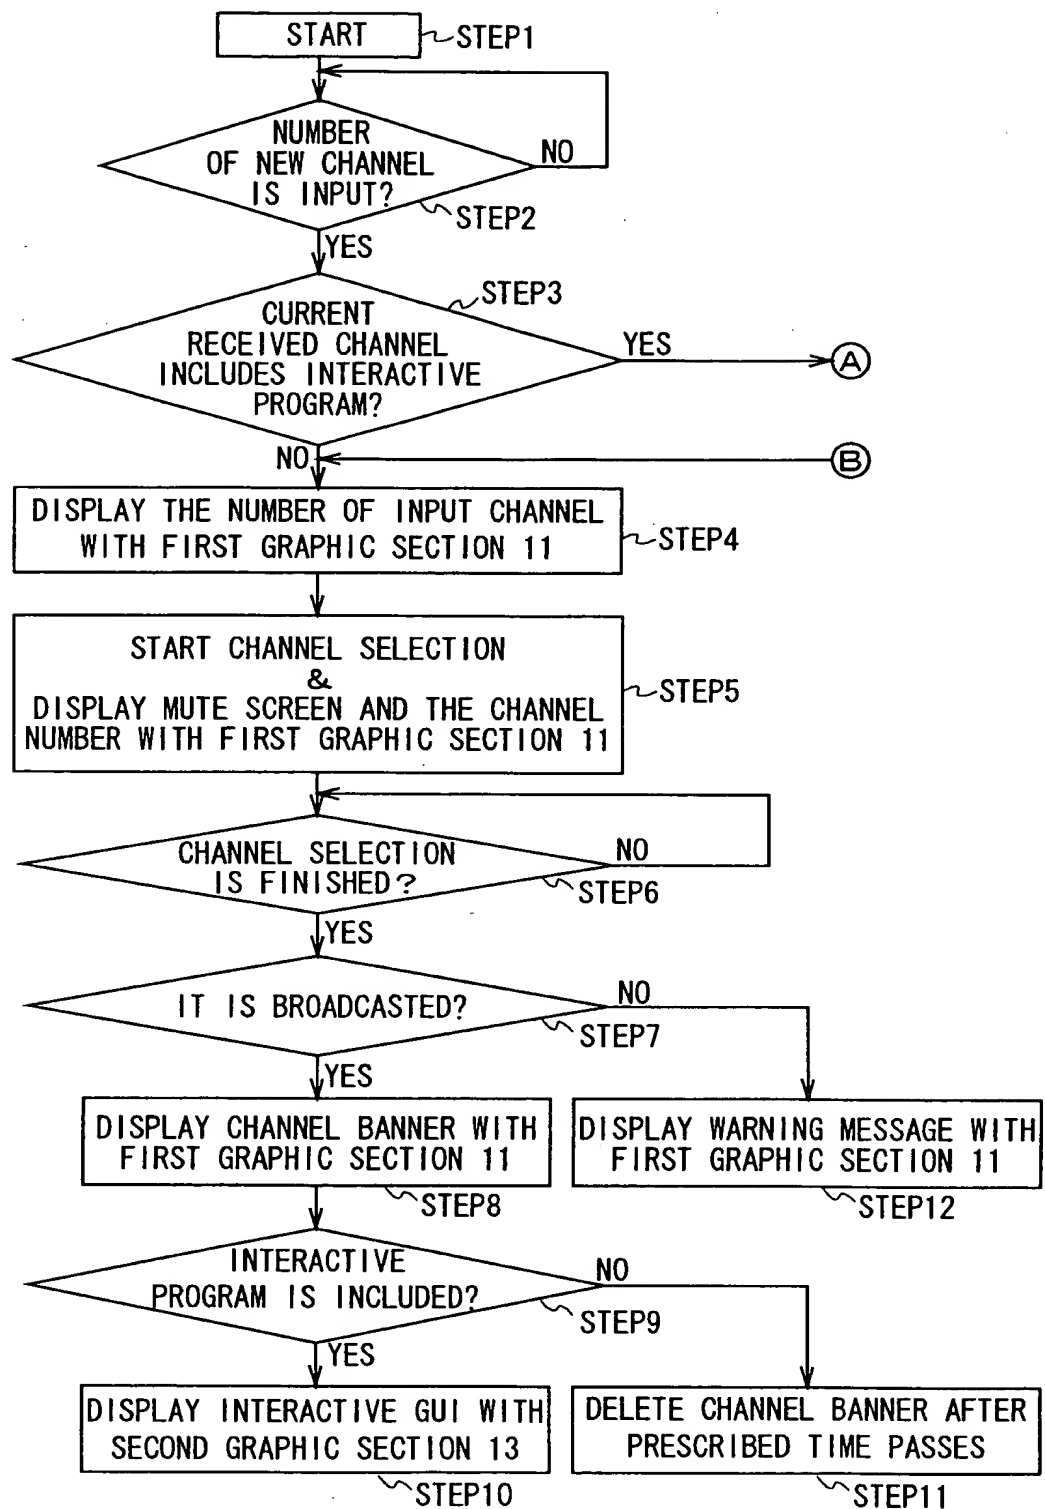 START
STEP1
NUMBER
OF NEW CHANNEL
IS INPUT?
NO
STEP2
YES
STEP3
CURRENT
RECEIVED CHANNEL
INCLUDES INTERACTIVE
PROGRAM?
YES
A
NO
B
DISPLAY THE NUMBER OF INPUT CHANNEL
WITH FIRST GRAPHIC SECTION 11
STEP4
START CHANNEL SELECTION
&
DISPLAY MUTE SCREEN AND THE CHANNEL
NUMBER WITH FIRST GRAPHIC SECTION 11
STEP5
CHANNEL SELECTION
IS FINISHED?
NO
STEP6
YES
IT IS BROADCASTED?
NO
STEP7
YES
DISPLAY CHANNEL BANNER WITH
FIRST GRAPHIC SECTION 11
STEP8
DISPLAY WARNING MESSAGE WITH
FIRST GRAPHIC SECTION 11
STEP12
INTERACTIVE
PROGRAM IS INCLUDED?
NO
STEP9
YES
DISPLAY INTERACTIVE GUI WITH
SECOND GRAPHIC SECTION 13
STEP10
DELETE CHANNEL BANNER AFTER
PRESCRIBED TIME PASSES
STEP11